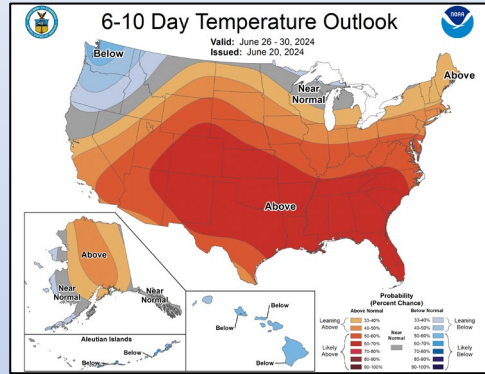 6-10 Day Temperature Outlook
Valid: June 26 - 30, 2024
Issued: June 20, 2024
NOAA
Below
Near
Normal
Above
Above
Above
Near
Normal
Near
Normal
Aleutian Islands
Below
Below
Below
Below
Below
Probability
(Percent Chance)
Above Normal
Below Normal
Leaning
Above
33-40%
40-50%
50-60%
Likely
Above
60-70%
70-80%
80-90%
90-100%
Near
Normal
33-40%
40-50%
50-60%
Leaning
Below
60-70%
70-80%
80-90%
90-100%
Likely
Below